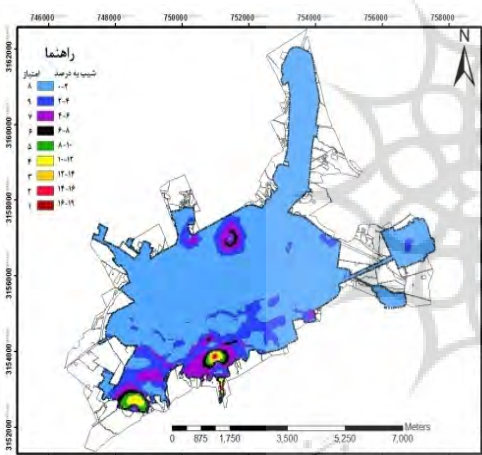 746000 748000 750000 752000 754000 756000 758000
3162000
3160000
3158000
3156000
3154000
3152000
N
راهنما
امتیاز شیب به درصد
۸ ۰-۲
۹ ۲-۴
۷ ۴-۶
۶ ۶-۸
۵ ۸-۱۰
۴ ۱۰-۱۲
۳ ۱۲-۱۴
۲ ۱۴-۱۶
۱ ۱۶-۱۹
Meters
0 875 1,750 3,500 5,250 7,000